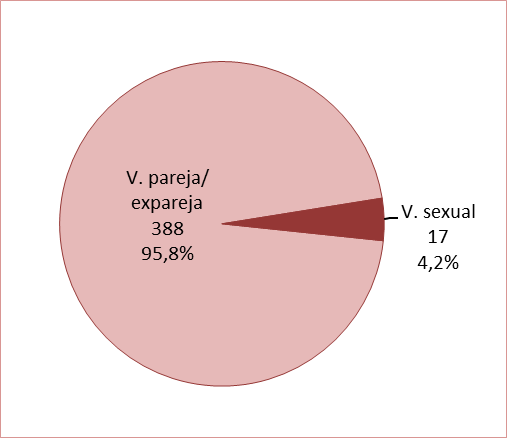 V. pareja/
expareja
388
95,8%
V. sexual
17
4,2%